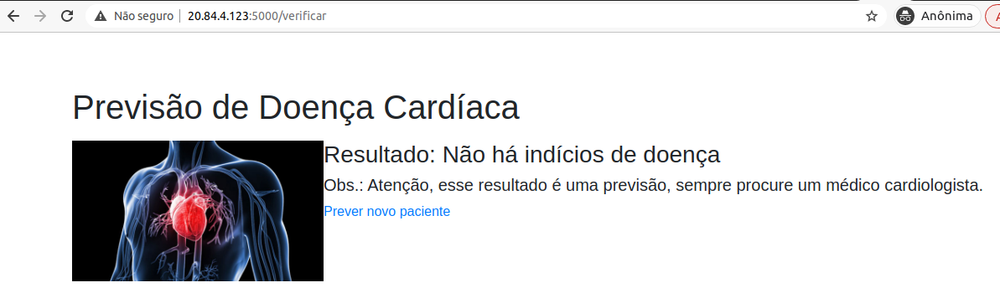 Não seguro | 20.84.4.123:5000/verificar
Anônima
Previsão de Doença Cardíaca
Resultado: Não há indícios de doença
Obs.: Atenção, esse resultado é uma previsão, sempre procure um médico cardiologista.
Prever novo paciente